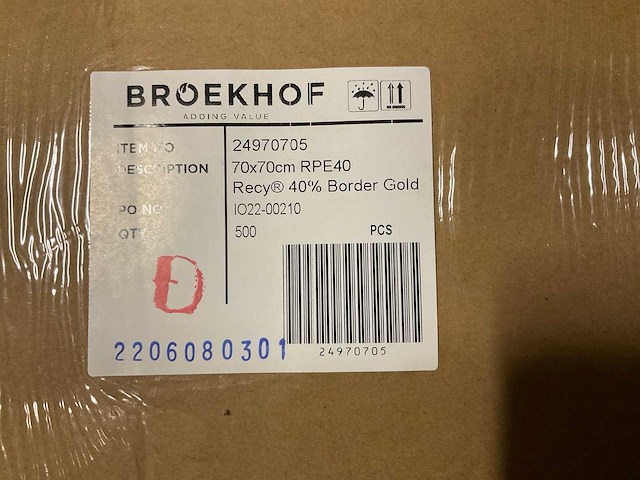 BROEKHOF
ADDING VALUE
ITEM NO 24970705
DESCRIPTION 70x70cm RPE40
Recy® 40% Border Gold
PO NO IO22-00210
QTY 500 PCS
D
2206080301
24970705